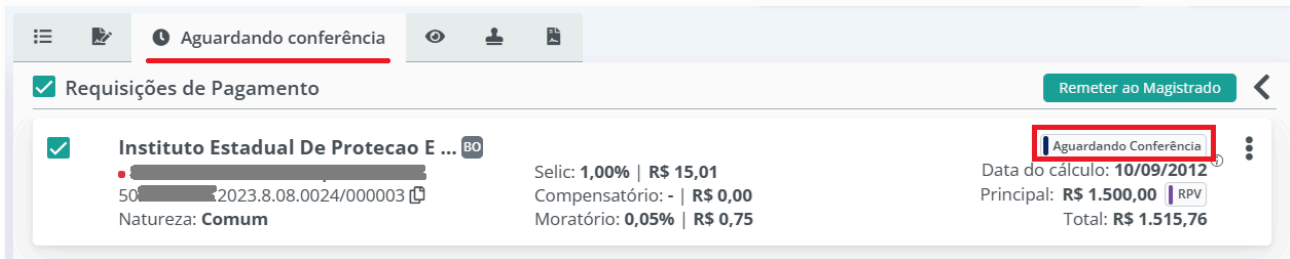 Aguardando conferência
Requisições de Pagamento
Remeter ao Magistrado
Instituto Estadual De Protecao E ... BO
Aguardando Conferência
Selic: 1,00% | R$ 15,01
Data do cálculo: 10/09/2012
50 2023.8.08.0024/000003
Compensatório: - | R$ 0,00
Principal: R$ 1.500,00 RPV
Natureza: Comum
Moratório: 0,05% | R$ 0,75
Total: R$ 1.515,76